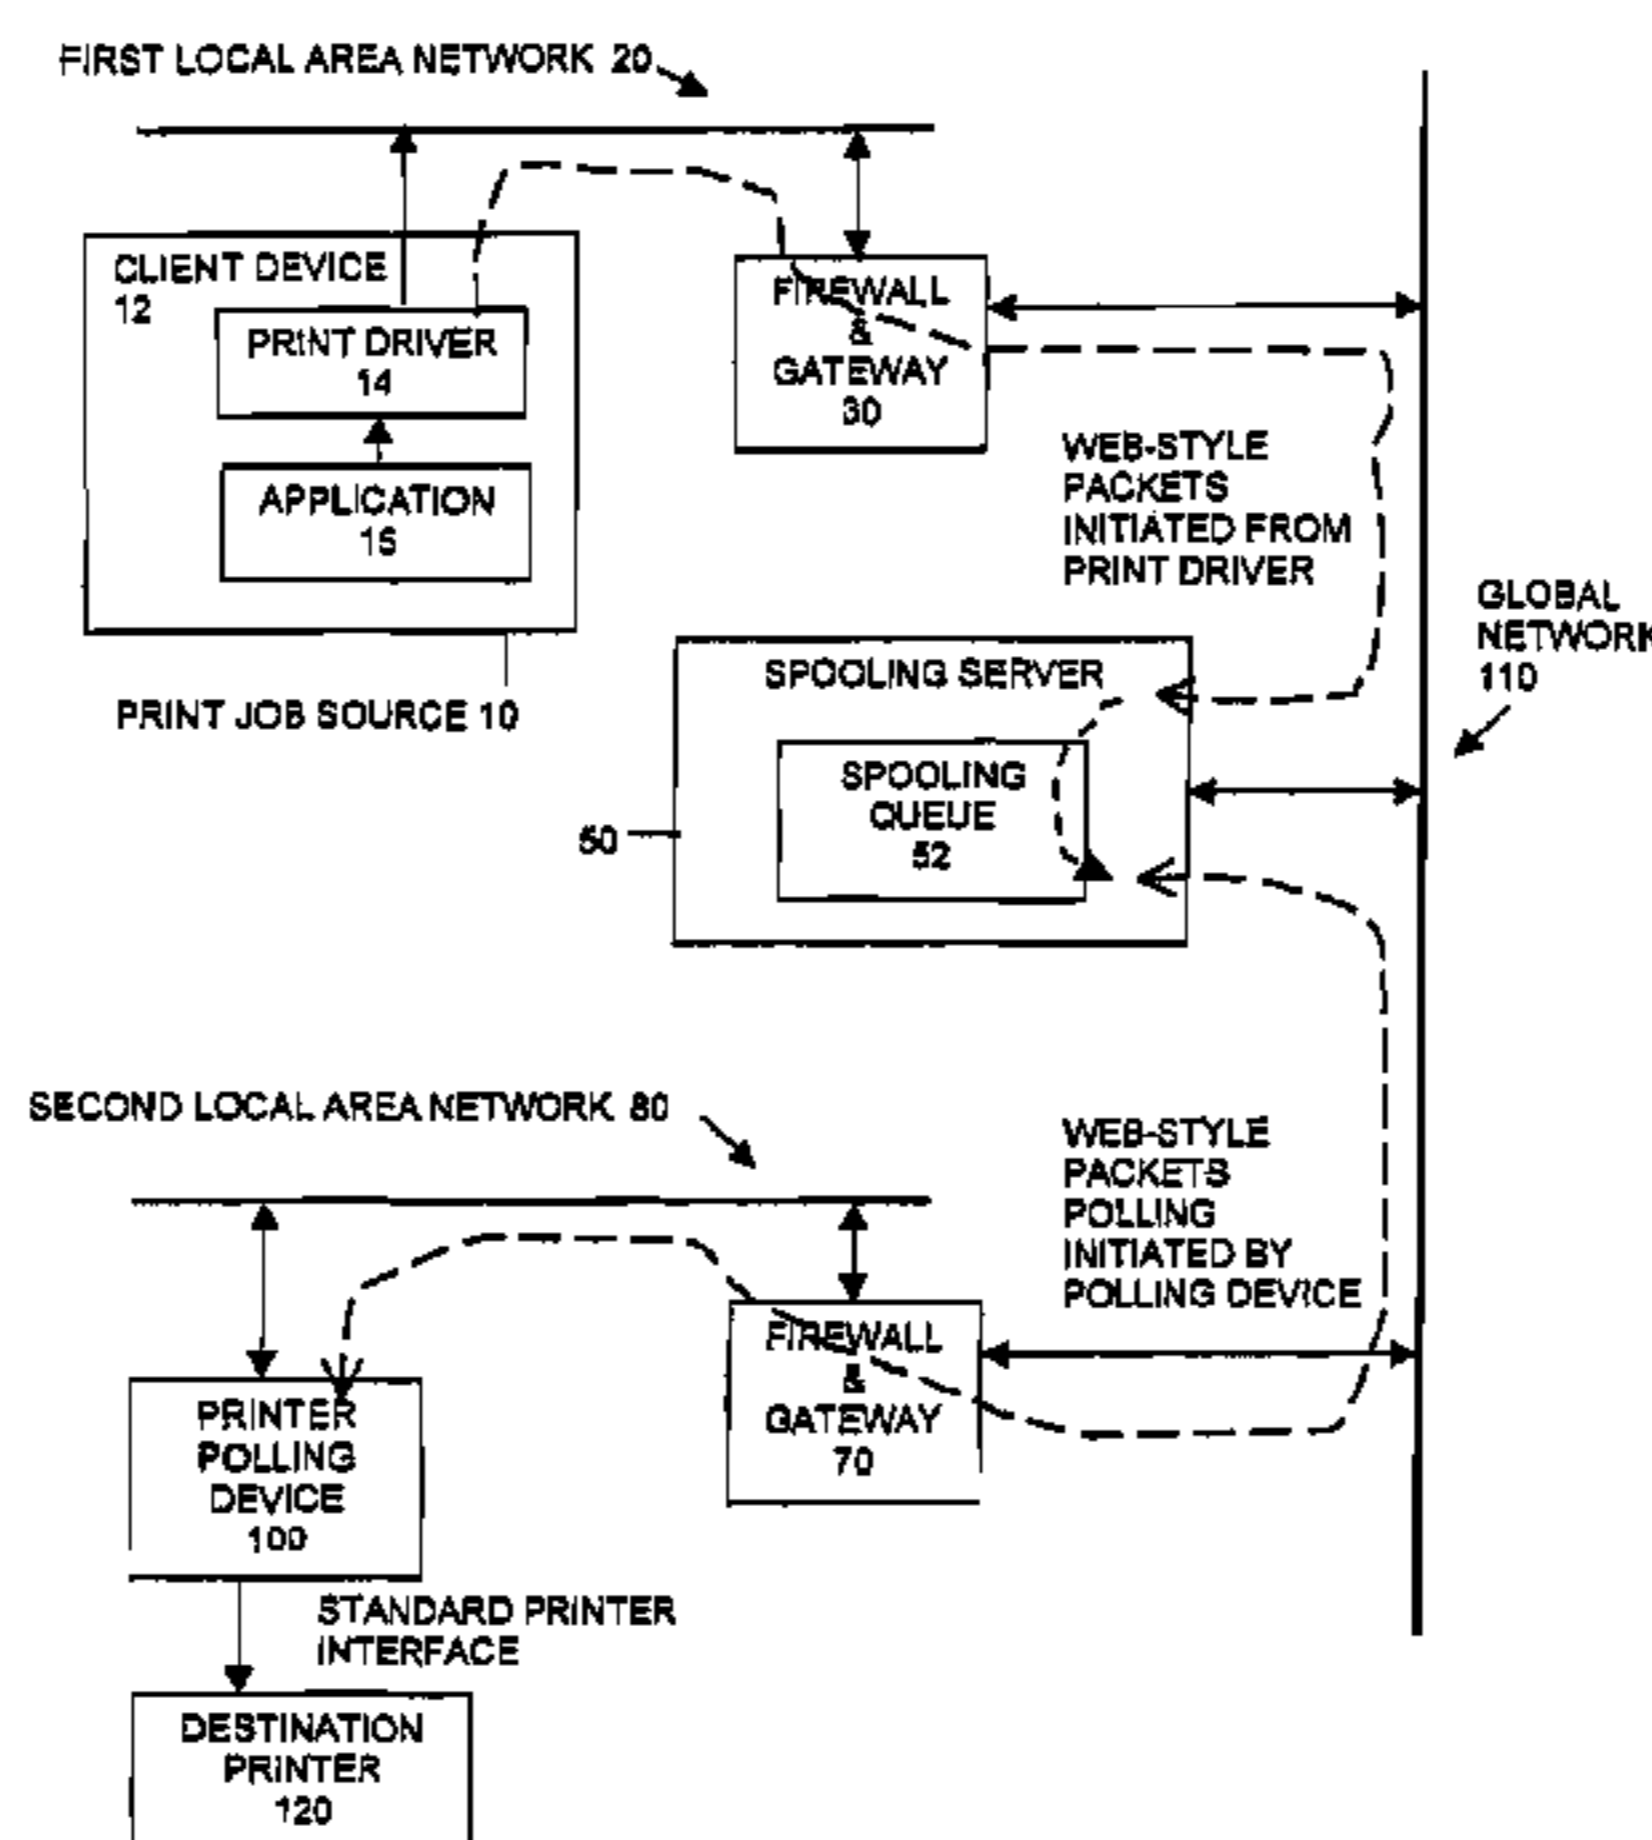 FIRST LOCAL AREA NETWORK 20
CLIENT DEVICE
12
PRINT DRIVER
14
APPLICATION
16
PRINT JOB SOURCE 10
FIREWALL
&
GATEWAY
30
WEB-STYLE
PACKETS
INITIATED FROM
PRINT DRIVER
GLOBAL
NETWORK
110
SPOOLING SERVER
SPOOLING
QUEUE
52
50
SECOND LOCAL AREA NETWORK 80
WEB-STYLE
PACKETS
POLLING
INITIATED BY
POLLING DEVICE
FIREWALL
&
GATEWAY
70
PRINTER
POLLING
DEVICE
100
STANDARD PRINTER
INTERFACE
DESTINATION
PRINTER
120